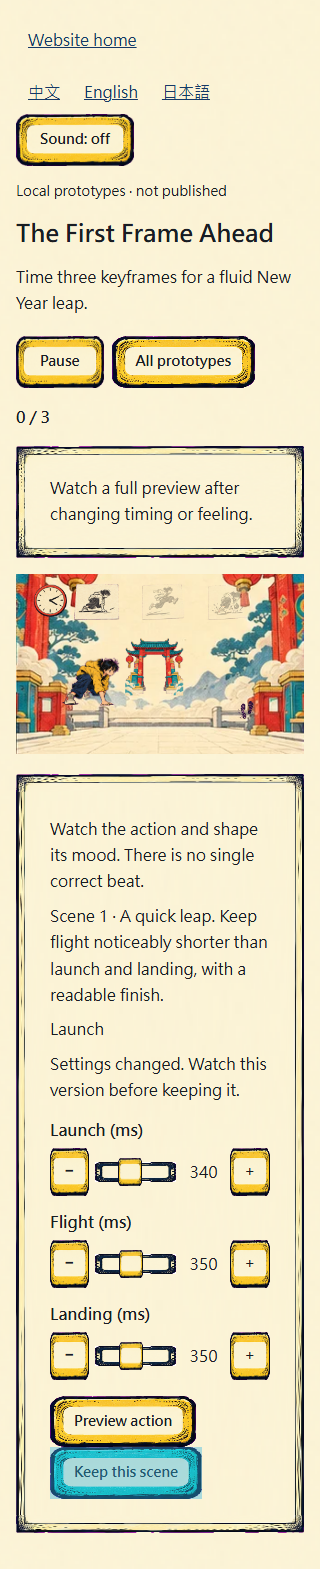 Website home
中文 English 日本語
Sound: off
Local prototypes · not published
The First Frame Ahead
Time three keyframes for a fluid New
Year leap.
Pause All prototypes
0 / 3
Watch a full preview after
changing timing or feeling.
Watch the action and shape
its mood. There is no single
correct beat.
Scene 1 · A quick leap. Keep
flight noticeably shorter than
launch and landing, with a
readable finish.
Launch
Settings changed. Watch this
version before keeping it.
Launch (ms)
− 340 +
Flight (ms)
− 350 +
Landing (ms)
− 350 +
Preview action
Keep this scene